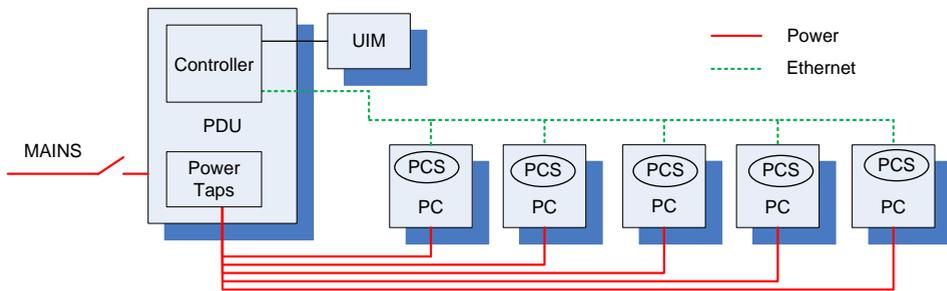 Controller
UIM
Power
Ethernet
PDU
MAINS
Power
Taps
PCS
PC
PCS
PC
PCS
PC
PCS
PC
PCS
PC